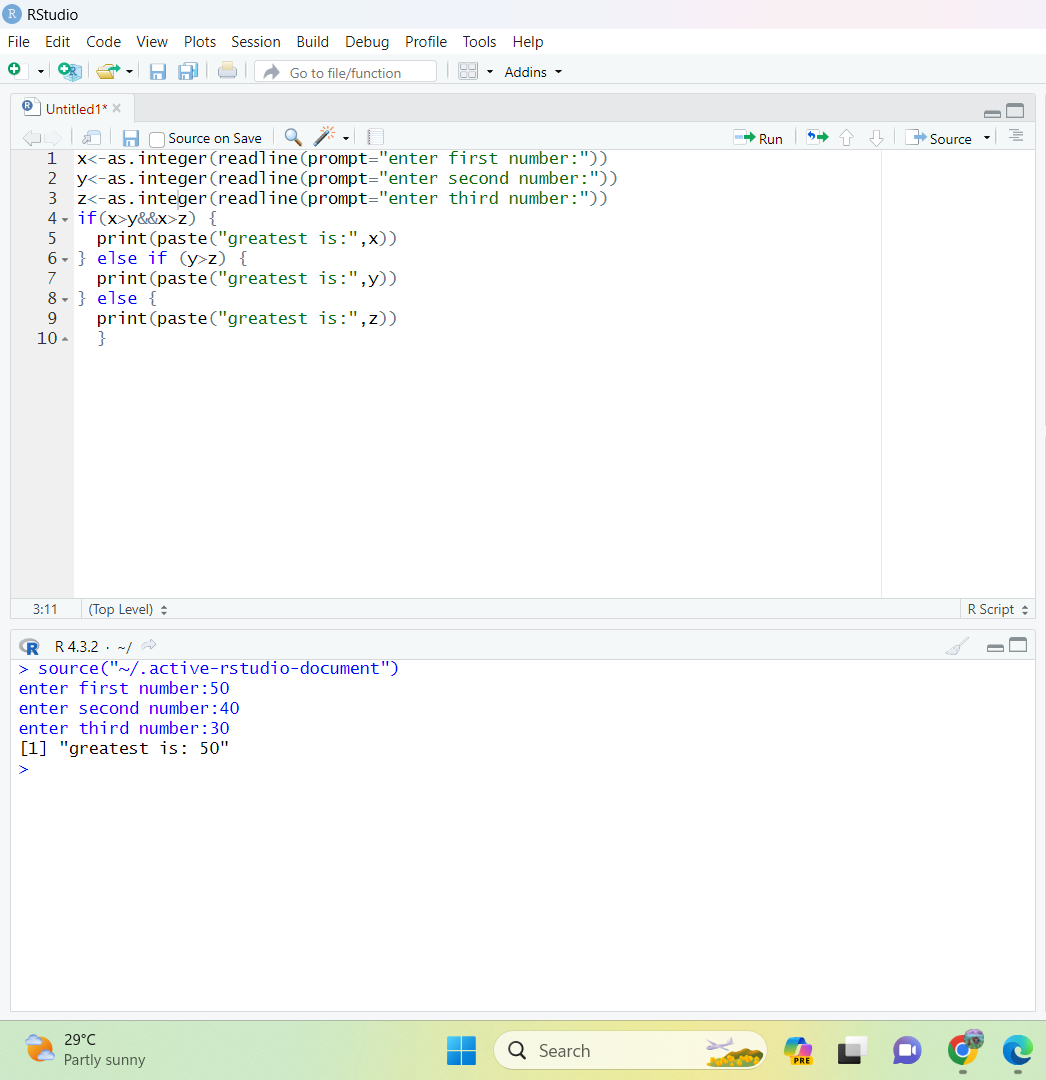 RStudio
File Edit Code View Plots Session Build Debug Profile Tools Help
Go to file/function Addins
Untitled1*
Source on Save Run Source
1 x<-as.integer(readline(prompt="enter first number:"))
2 y<-as.integer(readline(prompt="enter second number:"))
3 z<-as.integer(readline(prompt="enter third number:"))
4 if(x>y&&x>z) {
5   print(paste("greatest is:",x))
6 } else if (y>z) {
7   print(paste("greatest is:",y))
8 } else {
9   print(paste("greatest is:",z))
10   }
3:11 (Top Level) R Script
R R 4.3.2 · ~/
> source("~/.active-rstudio-document")
enter first number:50
enter second number:40
enter third number:30
[1] "greatest is: 50"
>
29°C
Partly sunny
Search
PRE